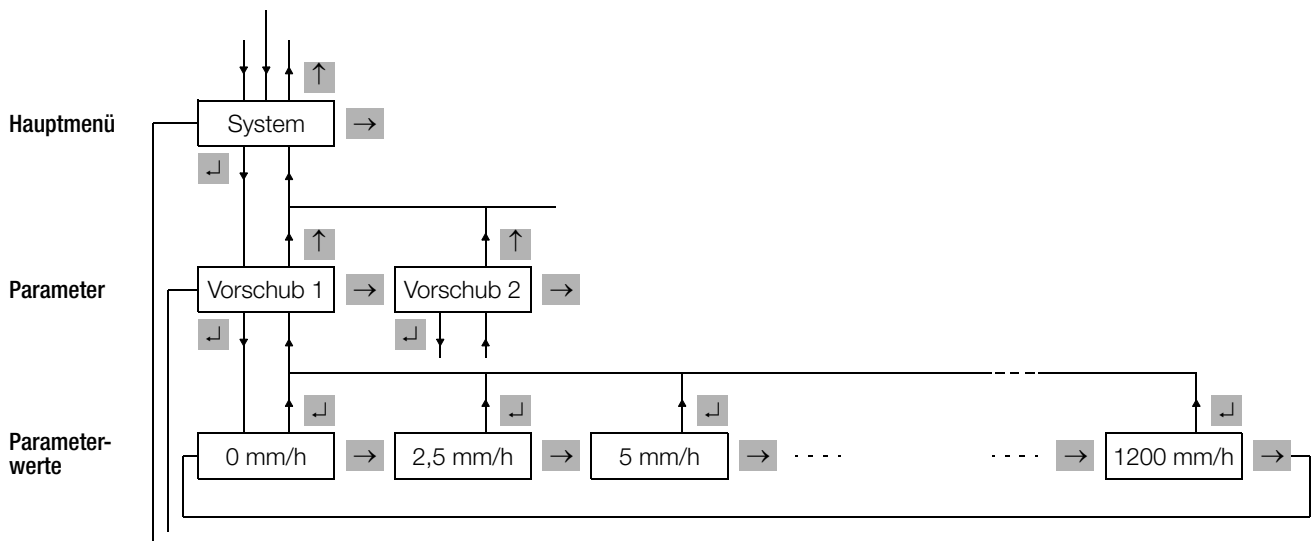 ↑
Hauptmenü System →
↵
↑ ↑
Parameter Vorschub 1 → Vorschub 2 →
↵ ↵
↵ ↵ ↵ ↵
Parameter-
werte
0 mm/h → 2,5 mm/h → 5 mm/h → - - - - - - - - → 1200 mm/h →